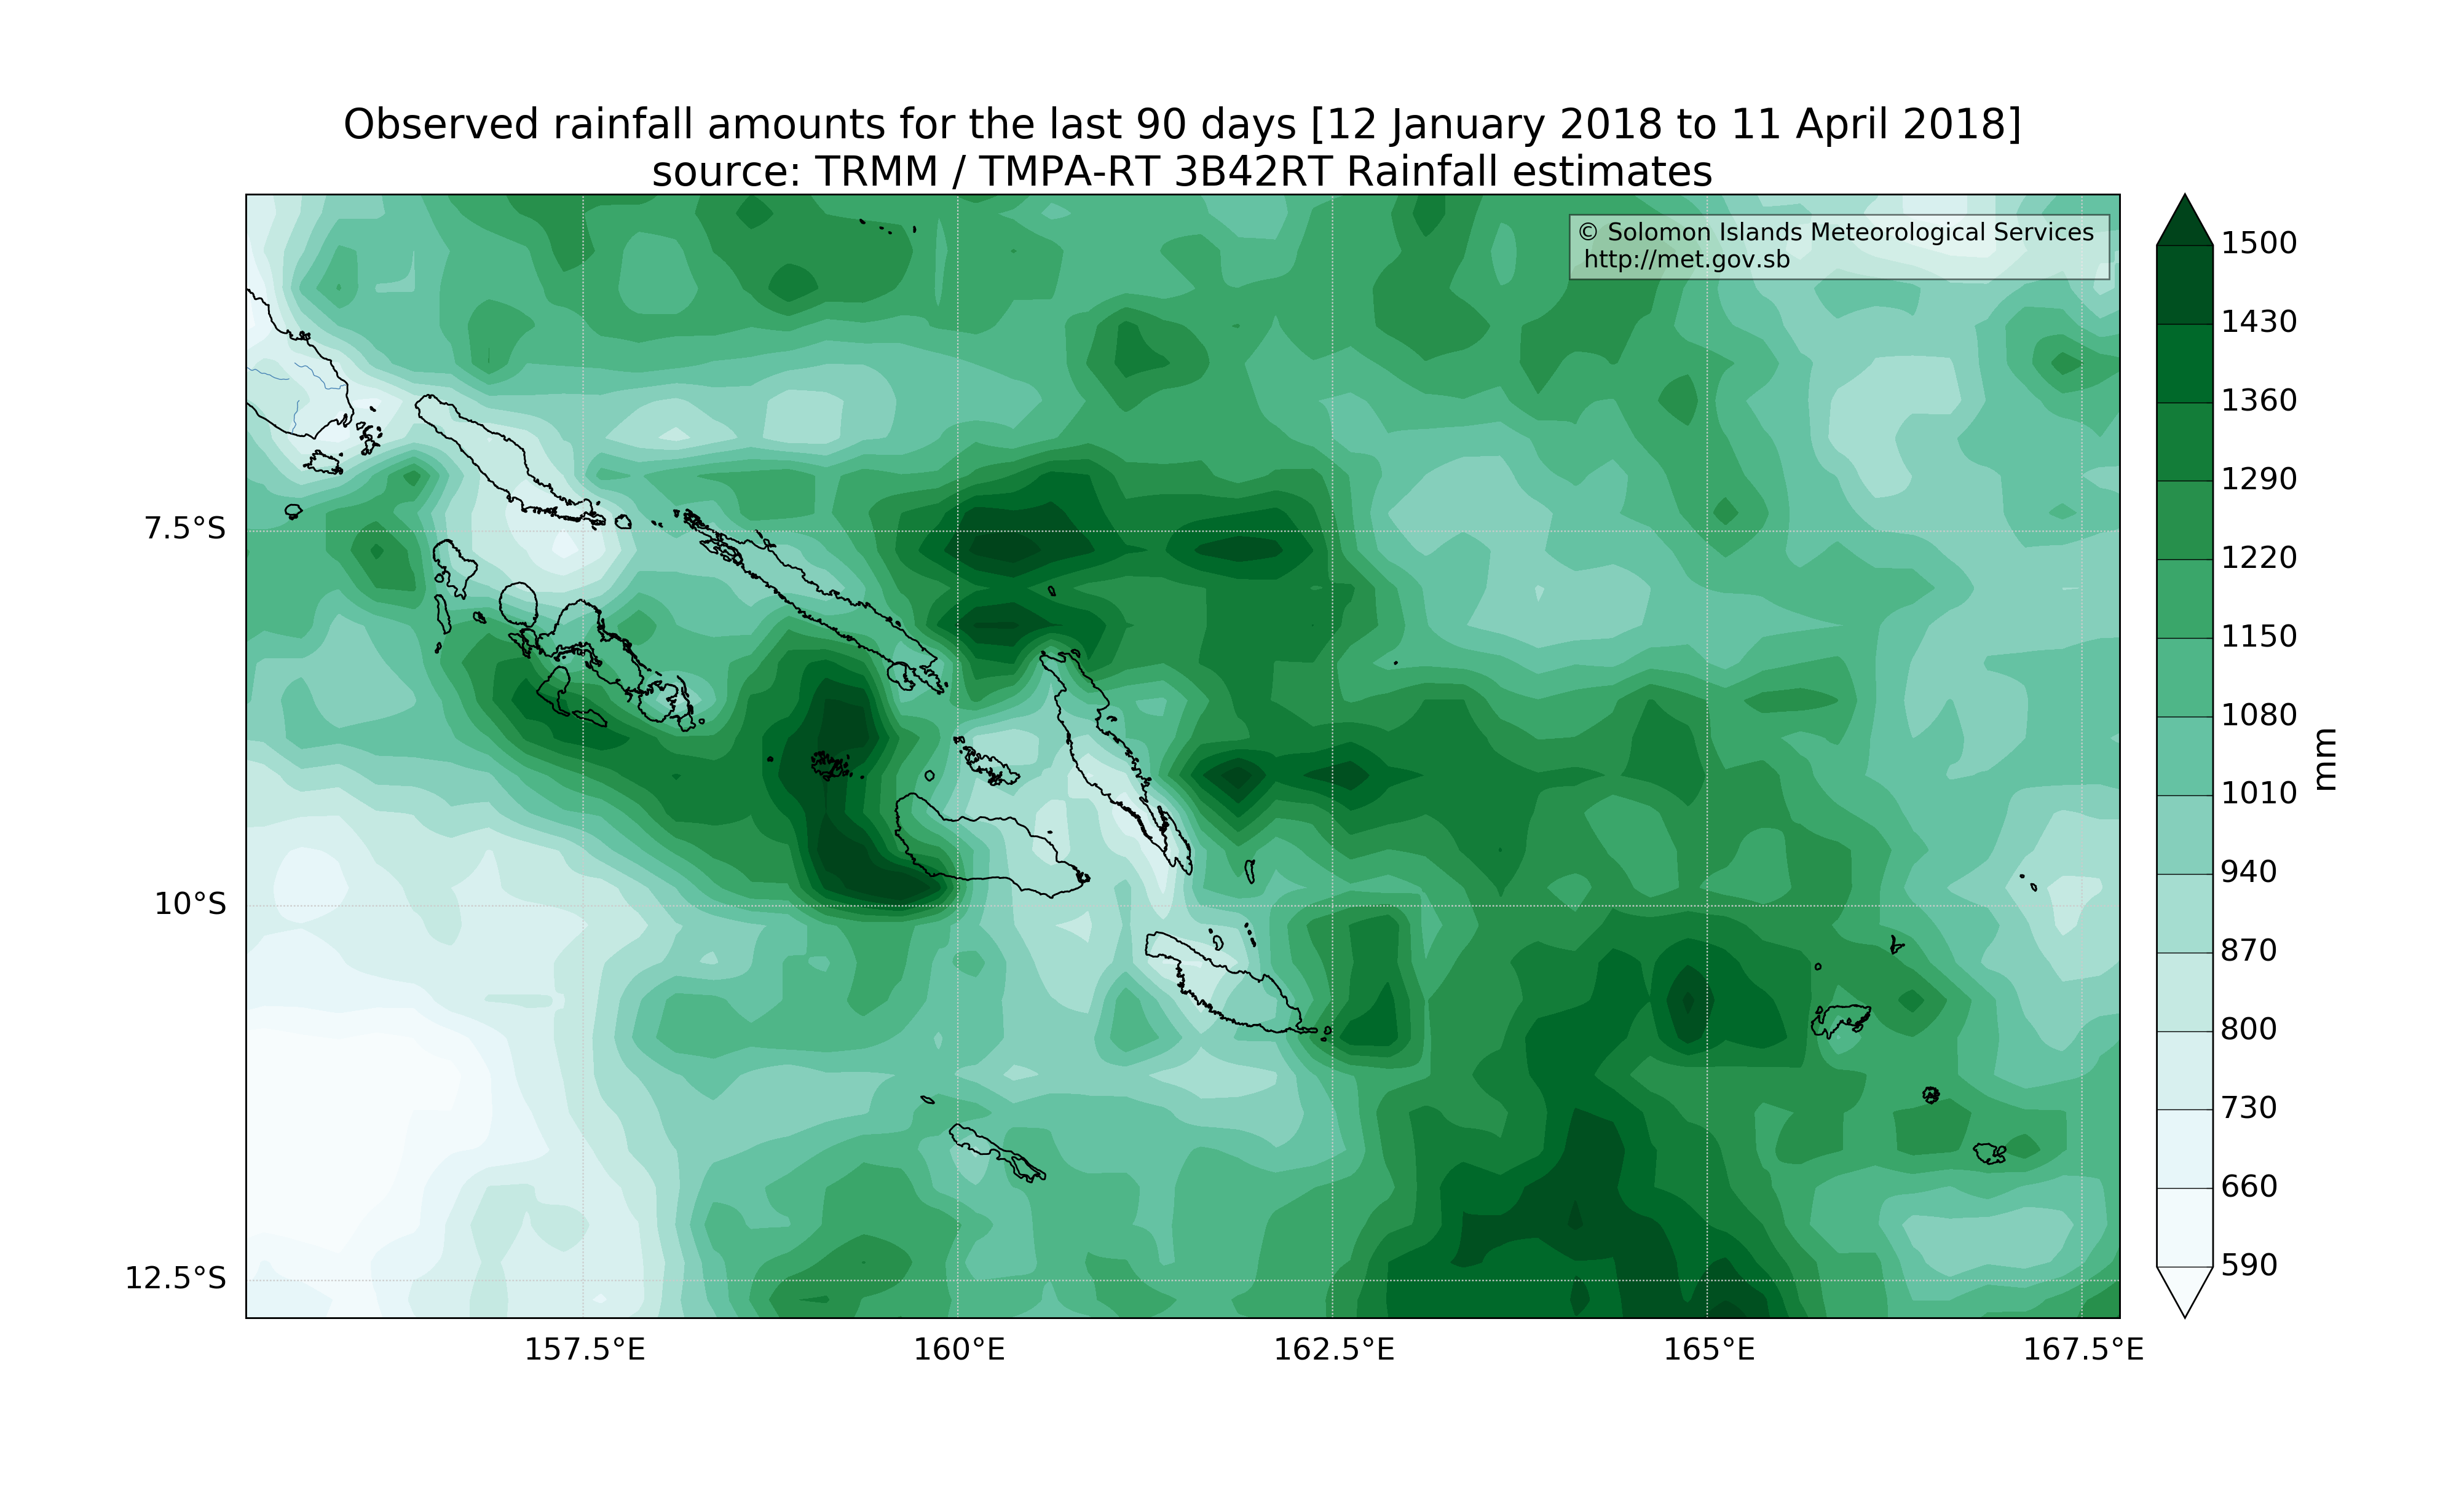 Observed rainfall amounts for the last 90 days [12 January 2018 to 11 April 2018]
source: TRMM / TMPA-RT 3B42RT Rainfall estimates
© Solomon Islands Meteorological Services
http://met.gov.sb
7.5°S
10°S
12.5°S
157.5°E
160°E
162.5°E
165°E
167.5°E
1500
1430
1360
1290
1220
1150
1080
1010
940
870
800
730
660
590
mm